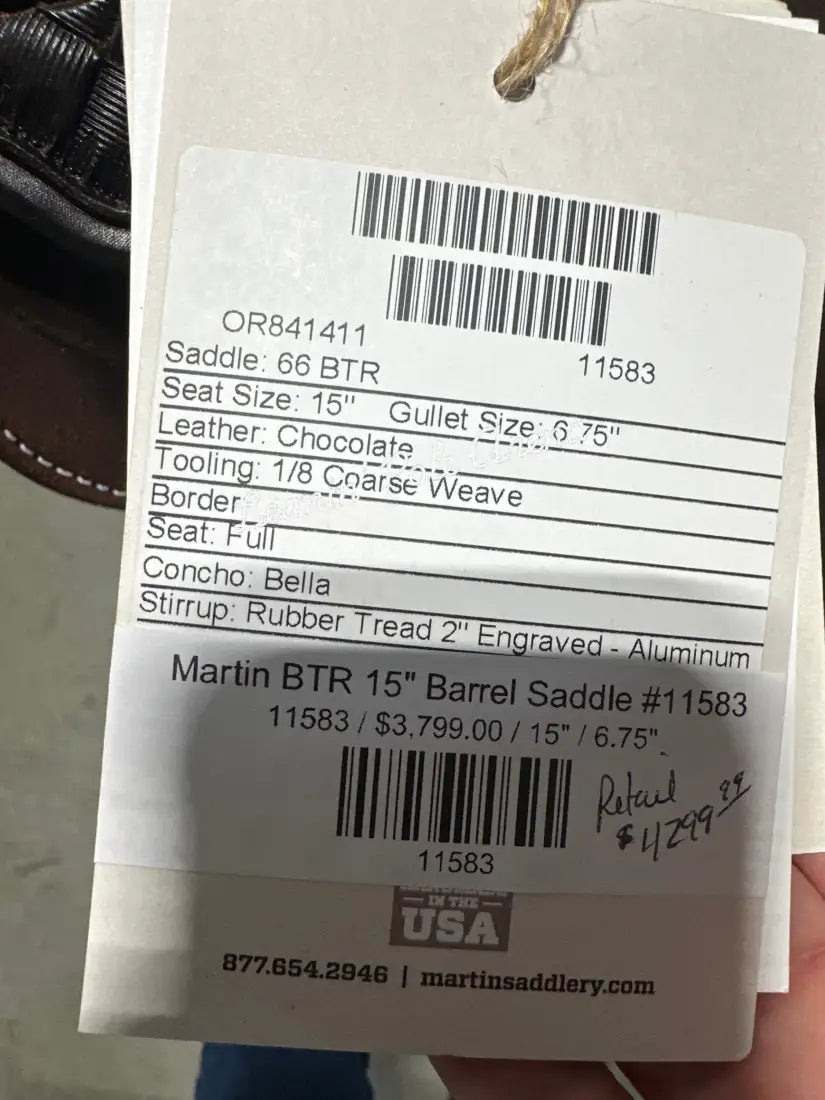 OR841411
11583
Saddle: 66 BTR
Seat Size: 15" Gullet Size: 6.75"
Leather: Chocolate
Tooling: 1/8 Coarse Weave
Border
Seat: Full
Concho: Bella
Stirrup: Rubber Tread 2" Engraved - Aluminum
Martin BTR 15" Barrel Saddle #11583
11583 / $3,799.00 / 15" / 6.75"
Retail
$4299.99
11583
IN THE
USA
877.654.2946 | martinsaddlery.com